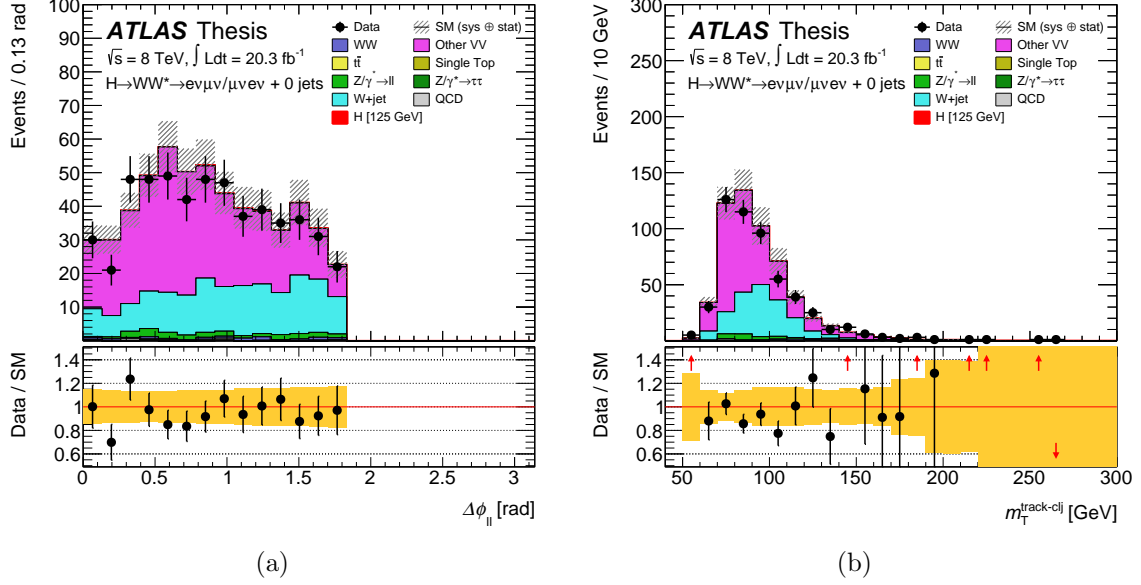 ATLAS Thesis
√s = 8 TeV, ∫ Ldt = 20.3 fb⁻¹
H→WW*→eνμν/μνeν + 0 jets
Data
SM (sys ⊕ stat)
WW
Other VV
tt̄
Single Top
Z/γ*→ll
Z/γ*→ττ
W+jet
QCD
H [125 GeV]
Events / 0.13 rad
100
90
80
70
60
50
40
30
20
10
Data / SM
1.4
1.2
1
0.8
0.6
0 0.5 1 1.5 2 2.5 3
Δϕ_ll [rad]
(a)
ATLAS Thesis
√s = 8 TeV, ∫ Ldt = 20.3 fb⁻¹
H→WW*→eνμν/μνeν + 0 jets
Data
SM (sys ⊕ stat)
WW
Other VV
tt̄
Single Top
Z/γ*→ll
Z/γ*→ττ
W+jet
QCD
H [125 GeV]
Events / 10 GeV
300
250
200
150
100
50
Data / SM
1.4
1.2
1
0.8
0.6
50 100 150 200 250 300
m_T^track-clj [GeV]
(b)